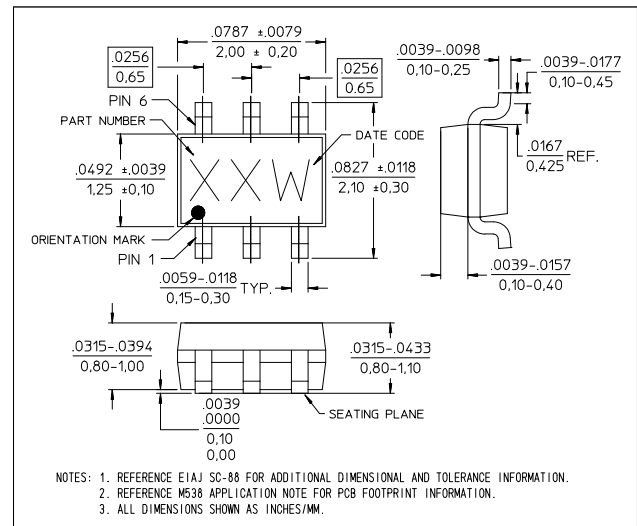 .0787 ±.0079
2,00 ± 0,20
.0256
0,65
.0256
0.65
.0039-.0098
0,10-0,25
.0039-.0177
0,10-0,45
PIN 6
PART NUMBER
DATE CODE
.0492 ±.0039
1,25 ±0,10
XXW
.0827 ±.0118
2,10 ±0,30
.0167
0,425
REF.
ORIENTATION MARK
PIN 1
.0059-.0118
0,15-0,30
TYP.
.0039-.0157
0,10-0,40
.0315-.0394
0,80-1,00
.0315-.0433
0,80-1,10
.0039
.0000
0,10
0,00
SEATING PLANE
NOTES: 1. REFERENCE EIAJ SC-88 FOR ADDITIONAL DIMENSIONAL AND TOLERANCE INFORMATION.
2. REFERENCE M538 APPLICATION NOTE FOR PCB FOOTPRINT INFORMATION.
3. ALL DIMENSIONS SHOWN AS INCHES/MM.